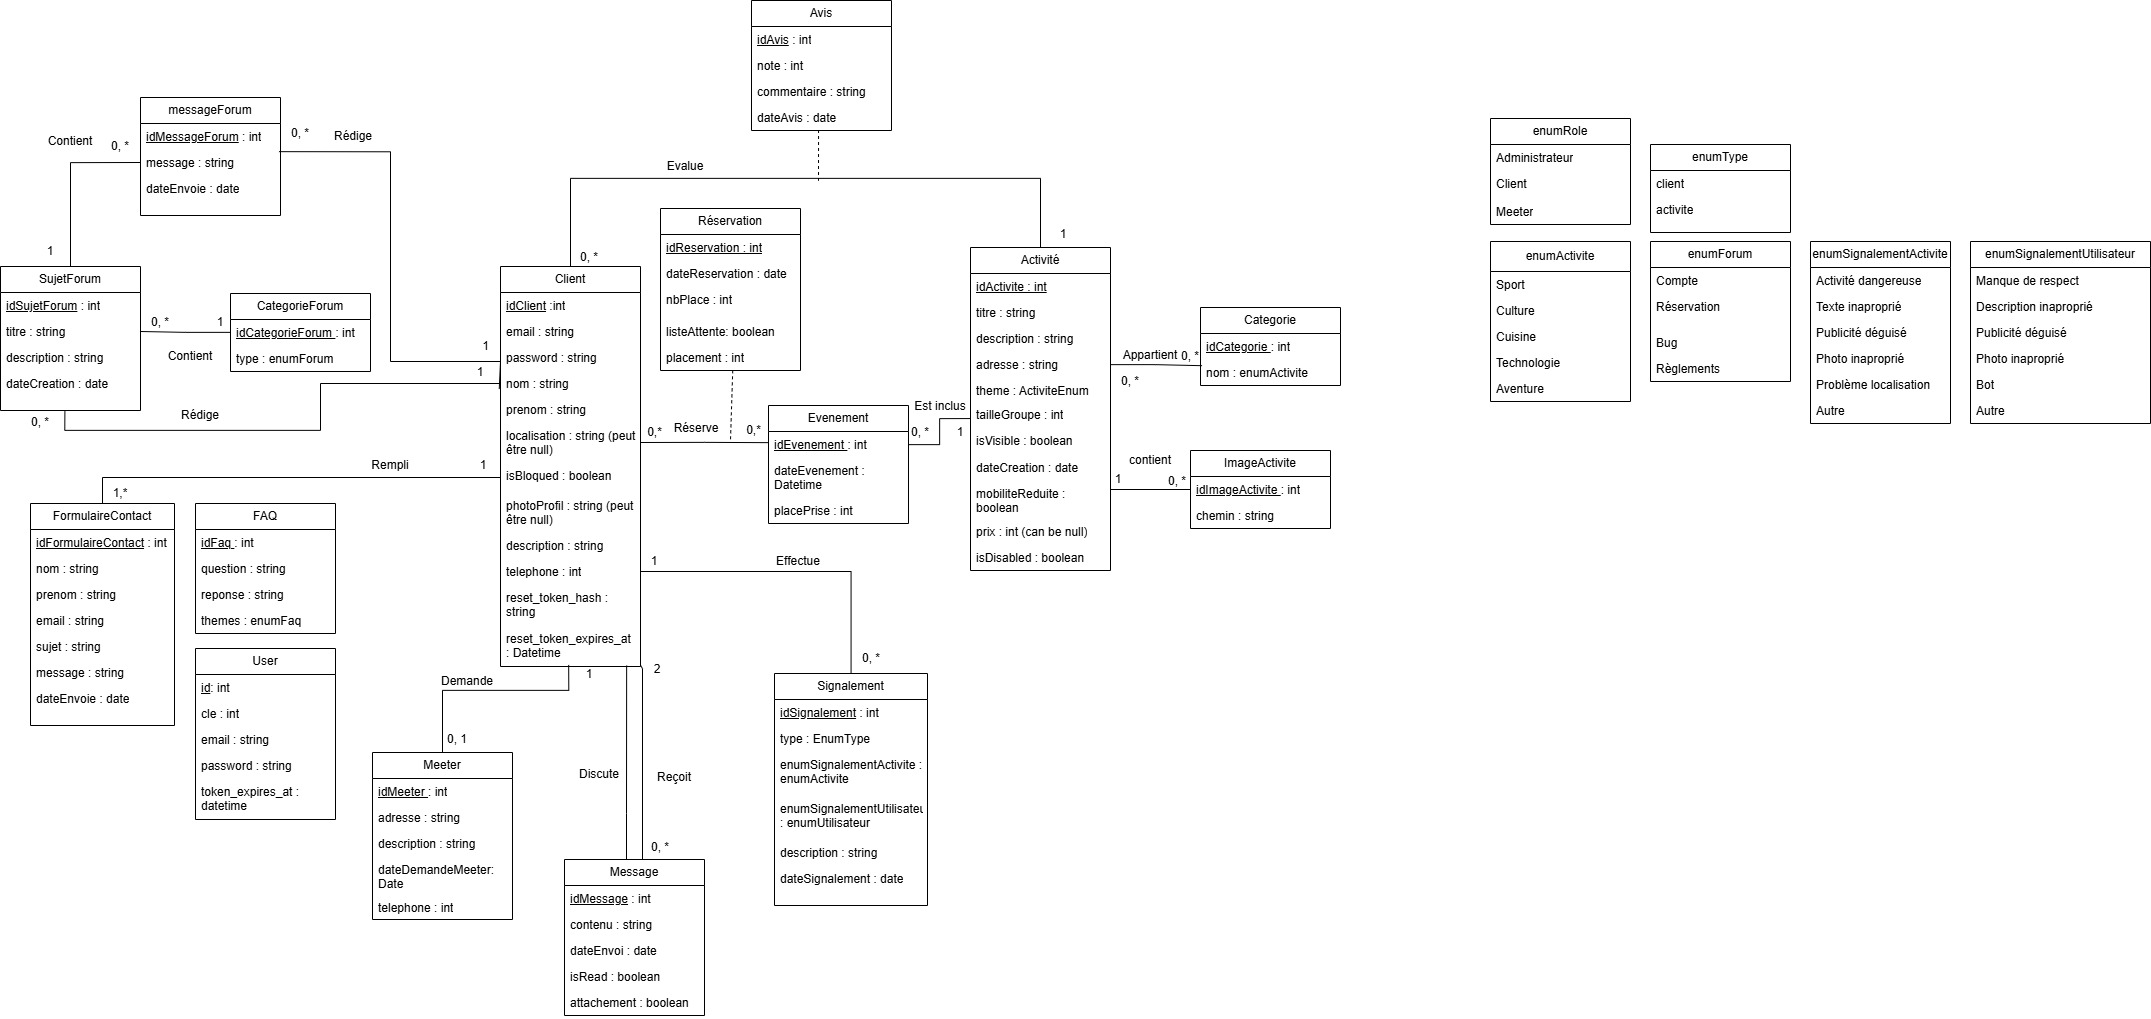 Avis
idAvis : int
note : int
commentaire : string
dateAvis : date
messageForum
idMessageForum : int
message : string
dateEnvoie : date
Contient
0, *
1
0, *
Rédige
Evalue
0, *
1
SujetForum
idSujetForum : int
titre : string
description : string
dateCreation : date
0, *
1
Contient
CategorieForum
idCategorieForum : int
type : enumForum
1
1
Rédige
0, *
Réservation
idReservation : int
dateReservation : date
nbPlace : int
listeAttente: boolean
placement : int
Client
idClient :int
email : string
password : string
nom : string
prenom : string
localisation : string (peut
être null)
isBloqued : boolean
photoProfil : string (peut
être null)
description : string
telephone : int
reset_token_hash :
string
reset_token_expires_at
: Datetime
0,*
Réserve
0,*
Evenement
idEvenement : int
dateEvenement :
Datetime
placePrise : int
Est inclus
0, *
1
Activité
idActivite : int
titre : string
description : string
adresse : string
theme : ActiviteEnum
tailleGroupe : int
isVisible : boolean
dateCreation : date
mobiliteReduite :
boolean
prix : int (can be null)
isDisabled : boolean
Appartient
0, *
0, *
Categorie
idCategorie : int
nom : enumActivite
contient
1
0, *
ImageActivite
idImageActivite : int
chemin : string
Rempli
1
1,*
FormulaireContact
idFormulaireContact : int
nom : string
prenom : string
email : string
sujet : string
message : string
dateEnvoie : date
FAQ
idFaq : int
question : string
reponse : string
themes : enumFaq
User
id: int
cle : int
email : string
password : string
token_expires_at :
datetime
1
Effectue
0, *
Signalement
idSignalement : int
type : EnumType
enumSignalementActivite :
enumActivite
enumSignalementUtilisateu
: enumUtilisateur
description : string
dateSignalement : date
Demande
1
0, 1
Meeter
idMeeter : int
adresse : string
description : string
dateDemandeMeeter:
Date
telephone : int
2
Discute
Reçoit
0, *
Message
idMessage : int
contenu : string
dateEnvoi : date
isRead : boolean
attachement : boolean
enumRole
Administrateur
Client
Meeter
enumType
client
activite
enumActivite
Sport
Culture
Cuisine
Technologie
Aventure
enumForum
Compte
Réservation
Bug
Règlements
enumSignalementActivite
Activité dangereuse
Texte inaproprié
Publicité déguisé
Photo inaproprié
Problème localisation
Autre
enumSignalementUtilisateur
Manque de respect
Description inaproprié
Publicité déguisé
Photo inaproprié
Bot
Autre